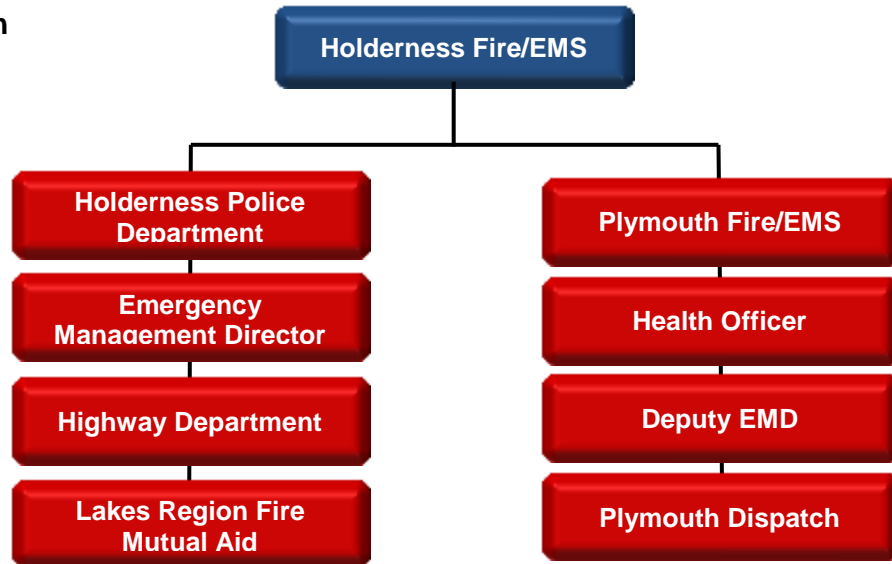 n
Holderness Fire/EMS
Holderness Police
Department
Emergency
Management Director
Highway Department
Lakes Region Fire
Mutual Aid
Plymouth Fire/EMS
Health Officer
Deputy EMD
Plymouth Dispatch